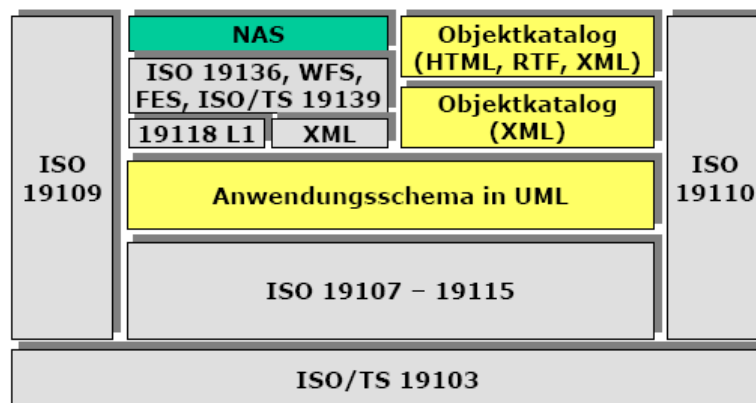 NAS
Objektkatalog
(HTML, RTF, XML)
ISO 19136, WFS,
FES, ISO/TS 19139
Objektkatalog
(XML)
19118 L1
XML
ISO
19109
ISO
19110
Anwendungsschema in UML
ISO 19107 – 19115
ISO/TS 19103